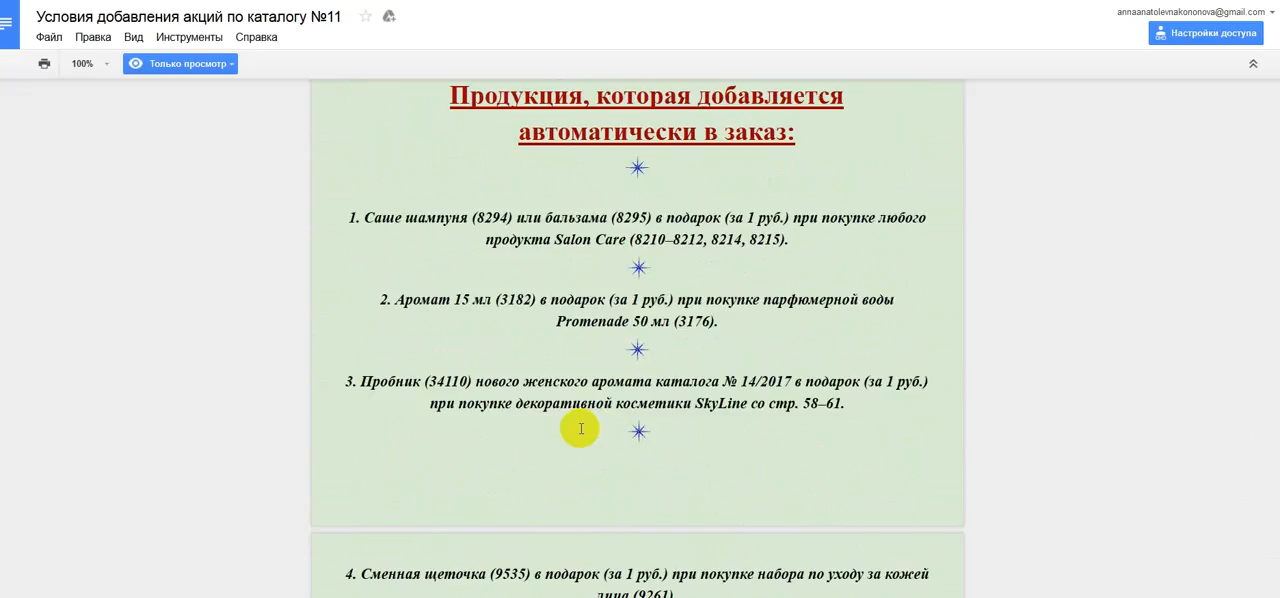 Условия добавления акций по каталогу №11
annaanatolevnakononova@gmail.com
Файл Правка Вид Инструменты Справка
Настройки доступа
100% Только просмотр
Продукция, которая добавляется
автоматически в заказ:
1. Саше шампуня (8294) или бальзама (8295) в подарок (за 1 руб.) при покупке любого
продукта Salon Care (8210–8212, 8214, 8215).
2. Аромат 15 мл (3182) в подарок (за 1 руб.) при покупке парфюмерной воды
Promenade 50 мл (3176).
3. Пробник (34110) нового женского аромата каталога № 14/2017 в подарок (за 1 руб.)
при покупке декоративной косметики SkyLine со стр. 58–61.
4. Сменная щеточка (9535) в подарок (за 1 руб.) при покупке набора по уходу за кожей
лица (9261).